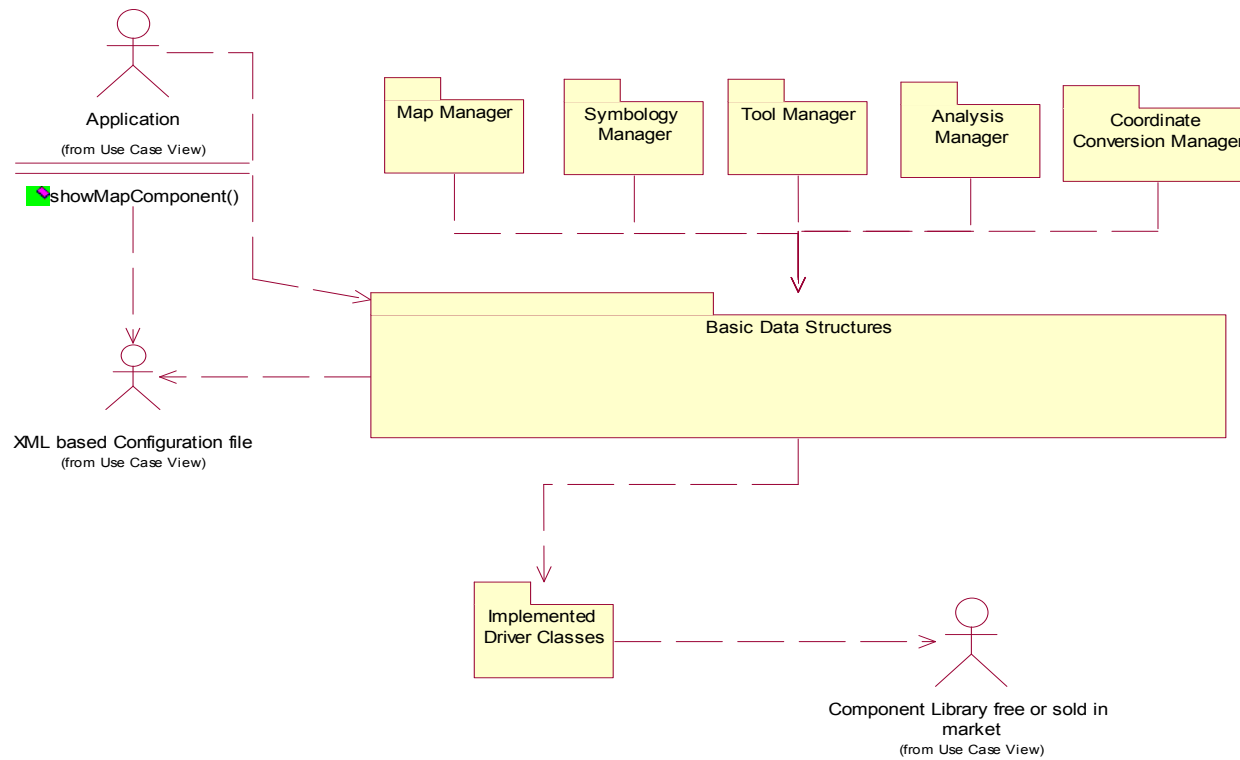 Application
(from Use Case View)
showMapComponent()
Map Manager
Symbology
Manager
Tool Manager
Analysis
Manager
Coordinate
Conversion Manager
Basic Data Structures
XML based Configuration file
(from Use Case View)
Implemented
Driver Classes
Component Library free or sold in
market
(from Use Case View)